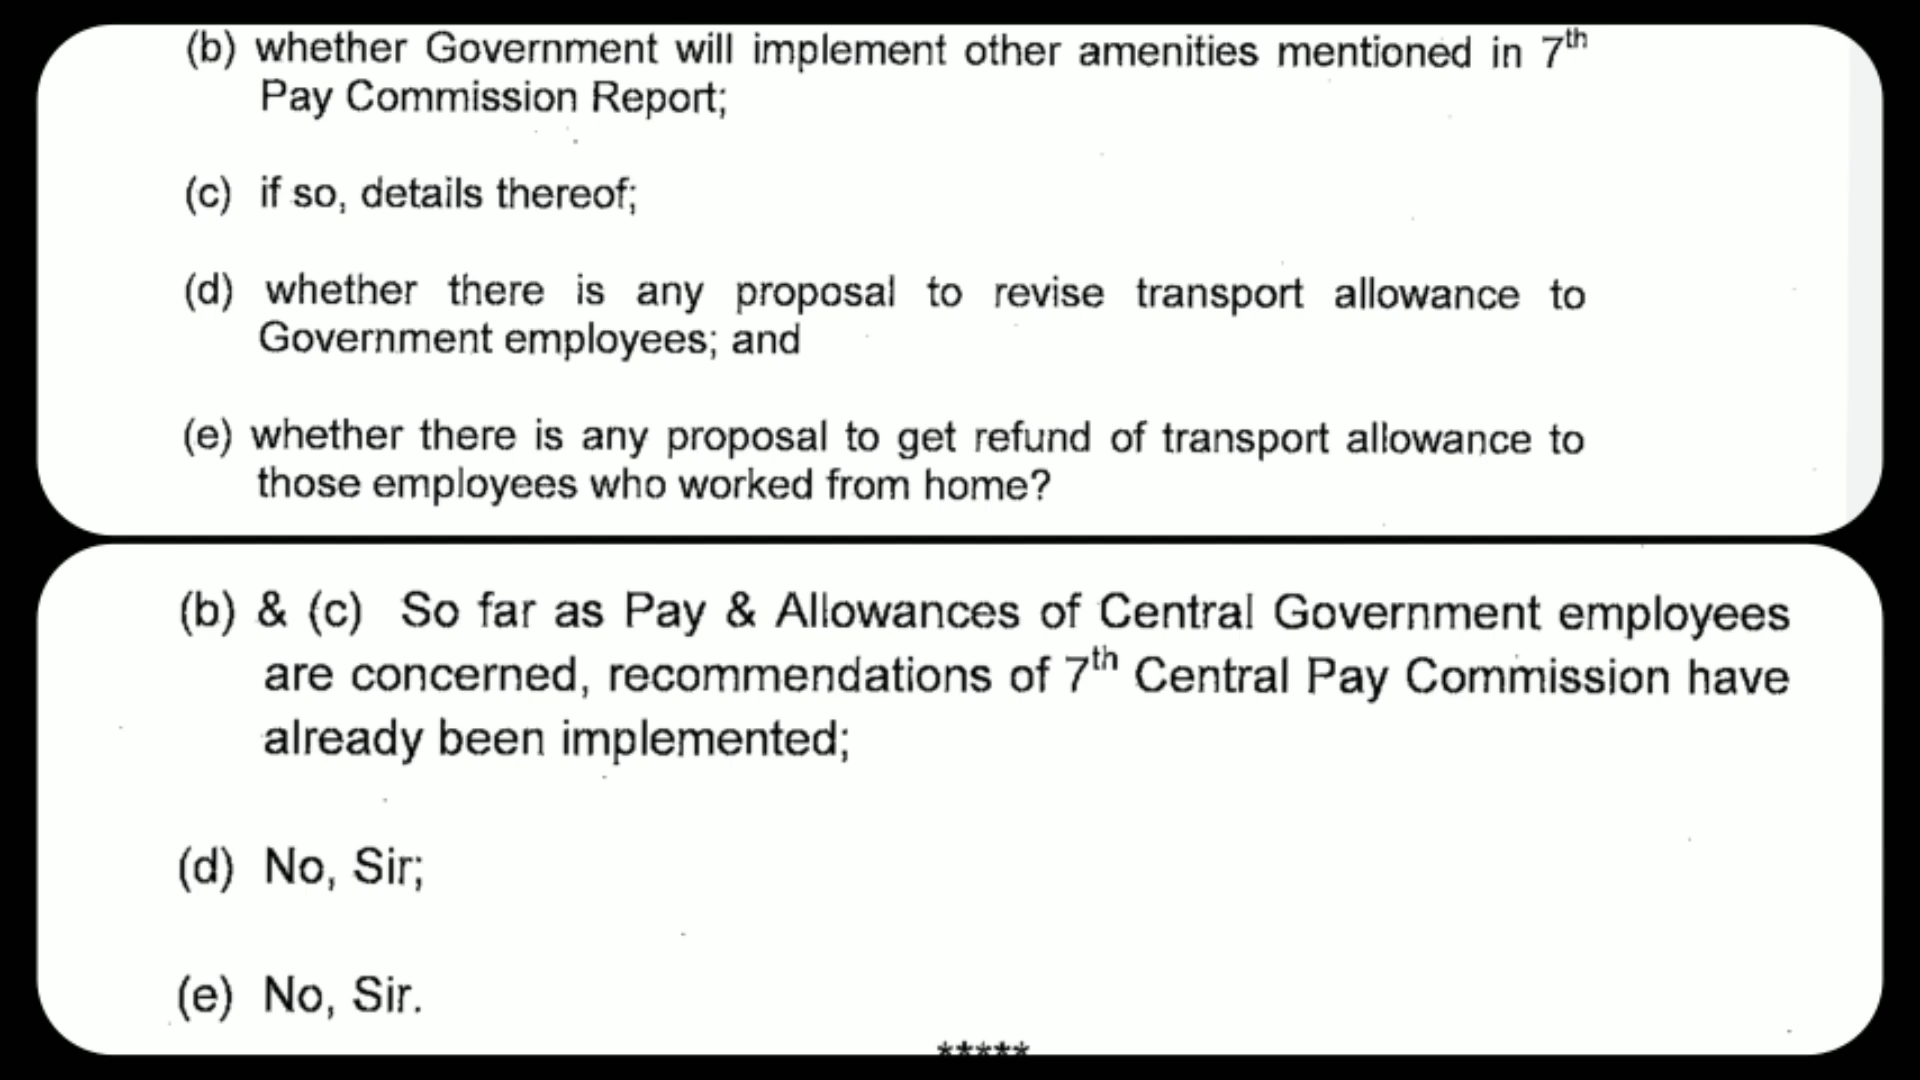 (b) whether Government will implement other amenities mentioned in 7th
Pay Commission Report;
(c) if so, details thereof;
(d) whether there is any proposal to revise transport allowance to
Government employees; and
(e) whether there is any proposal to get refund of transport allowance to
those employees who worked from home?
(b) & (c) So far as Pay & Allowances of Central Government employees
are concerned, recommendations of 7th Central Pay Commission have
already been implemented;
(d) No, Sir;
(e) No, Sir.
*****